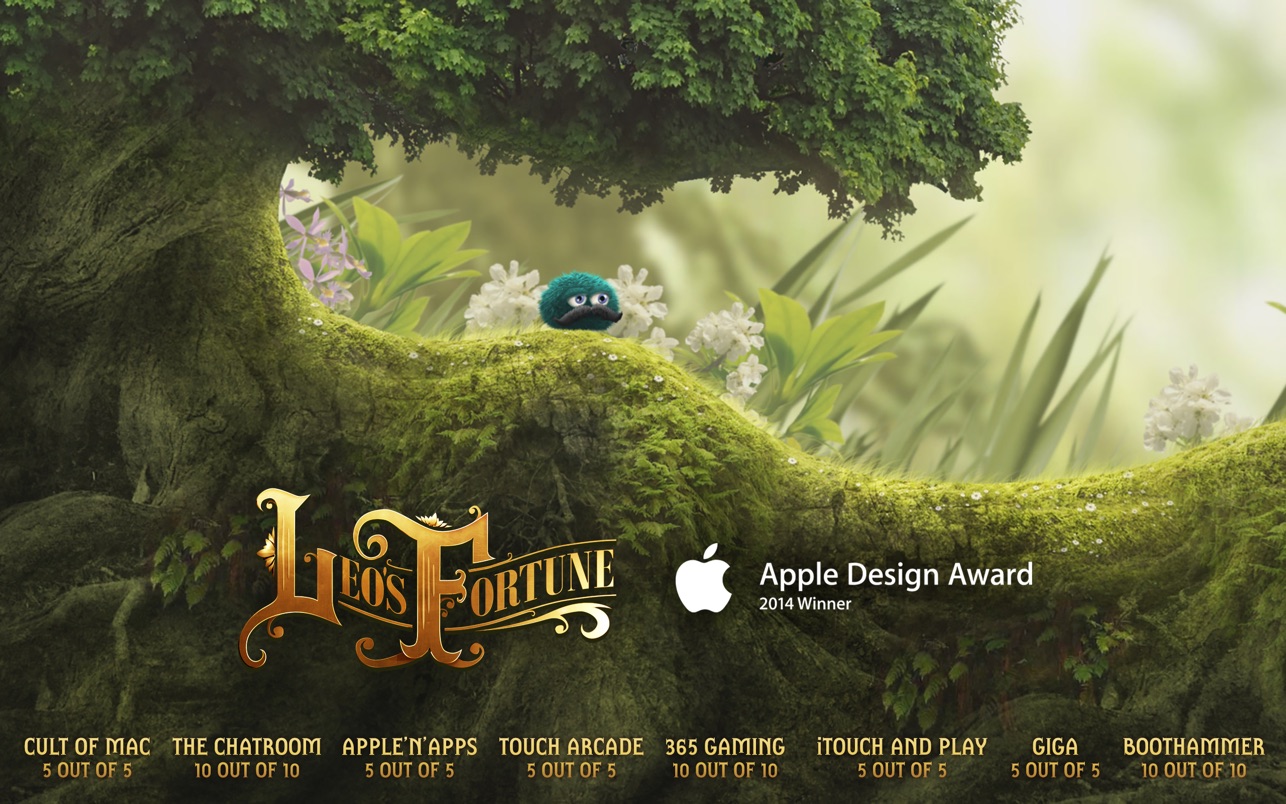 LEO'S FORTUNE
Apple Design Award
2014 Winner
CULT OF MAC
5 OUT OF 5
THE CHATROOM
10 OUT OF 10
APPLE'N'APPS
5 OUT OF 5
TOUCH ARCADE
5 OUT OF 5
365 GAMING
10 OUT OF 10
iTOUCH AND PLAY
5 OUT OF 5
GIGA
5 OUT OF 5
BOOTHAMMER
10 OUT OF 10